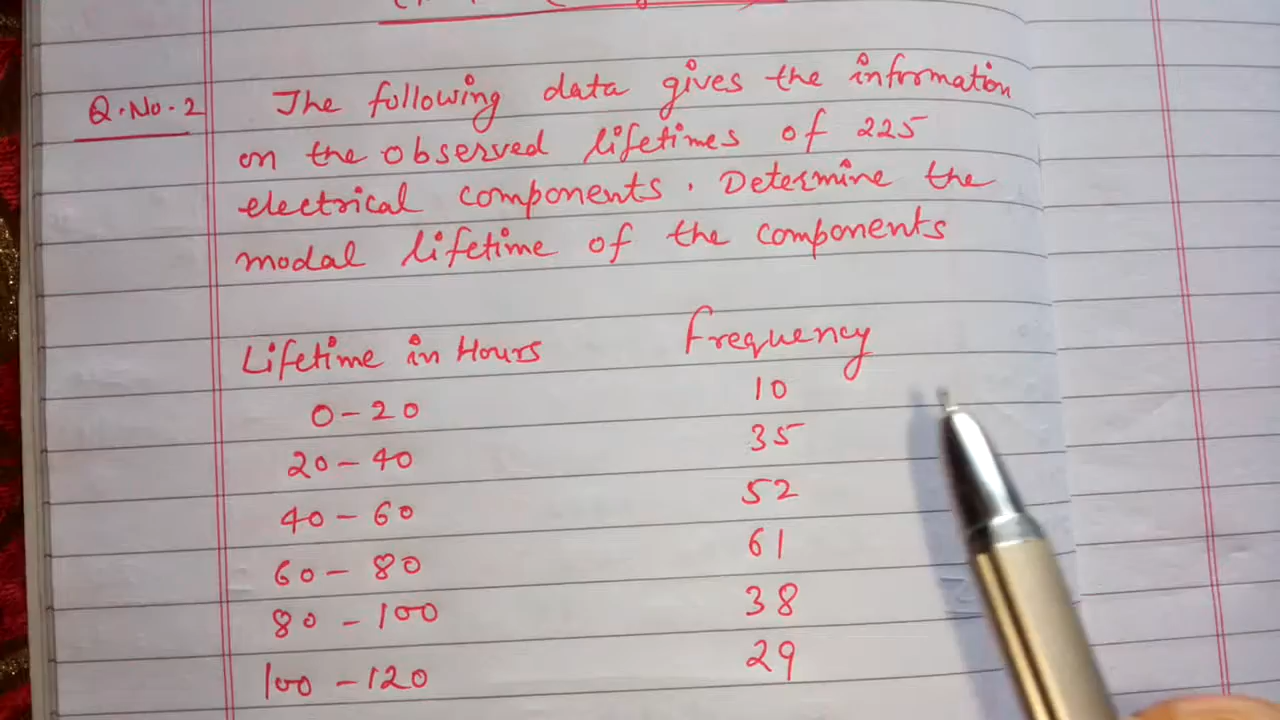 Q.No.2 The following data gives the infromation
on the observed lifetimes of 225
electrical components. Determine the
modal lifetime of the components
Lifetime in Hours Frequency
0-20 10
20-40 35
40-60 52
60-80 61
80-100 38
100-120 29